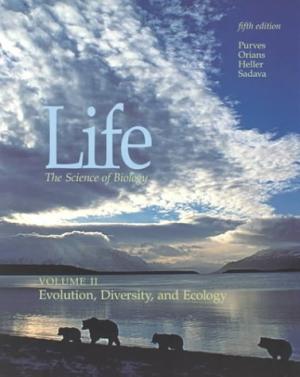 fifth edition
Purves
Orians
Heller
Sadava
Life
The Science of Biology
VOLUME II
Evolution, Diversity, and Ecology